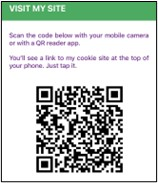 VISIT MY SITE
Scan the code below with your mobile camera
or with a QR reader app.
You'll see a link to my cookie site at the top of
your phone. Just tap it.